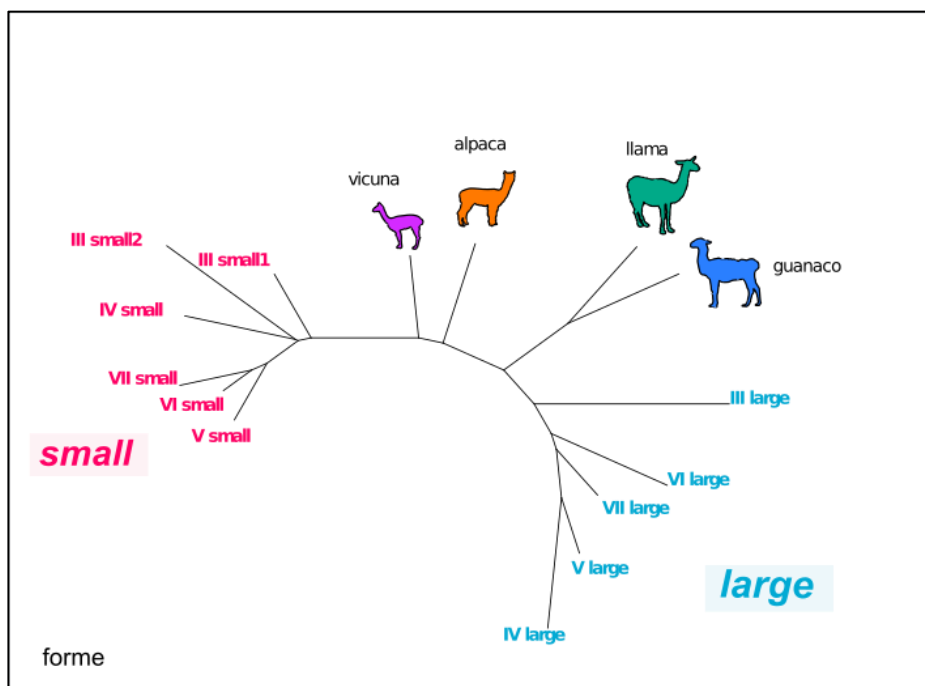 alpaca
llama
vicuna
III small2
III small1
guanaco
IV small
VII small
VI small
V small
small
III large
VI large
VII large
V large
large
IV large
forme